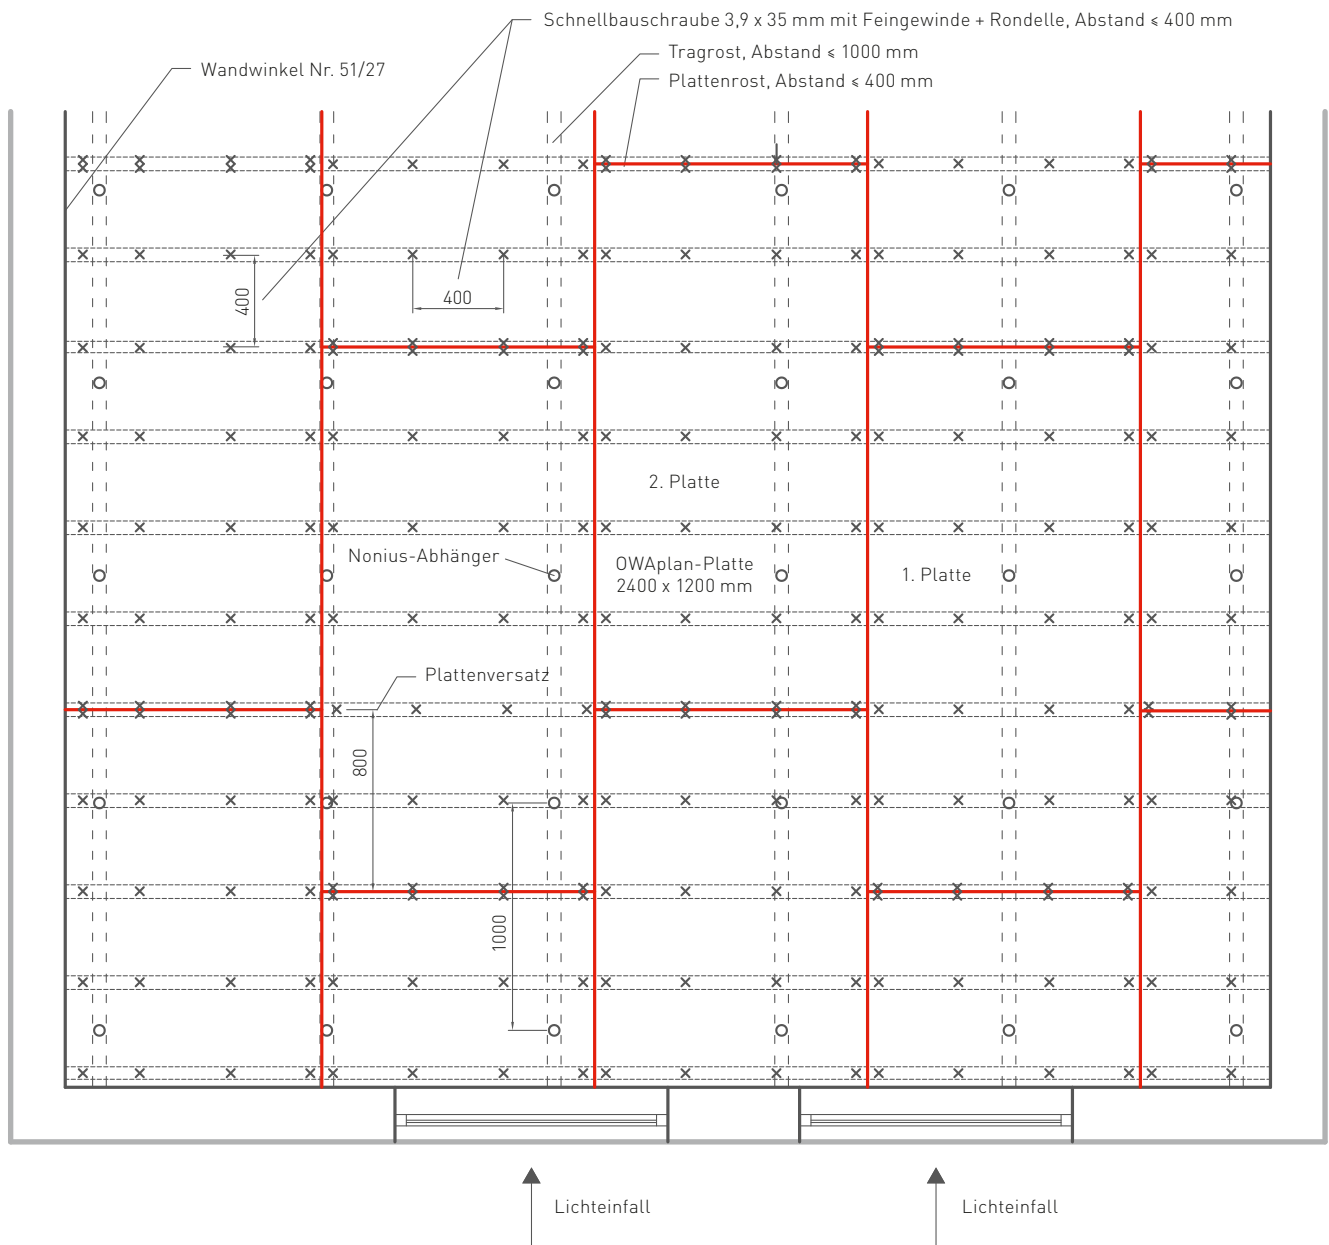 Schnellbauschraube 3,9 x 35 mm mit Feingewinde + Rondelle, Abstand ⩽ 400 mm
Tragrost, Abstand ⩽ 1000 mm
Wandwinkel Nr. 51/27
Plattenrost, Abstand ⩽ 400 mm
400
400
2. Platte
Nonius-Abhänger
OWAplan-Platte
2400 x 1200 mm
1. Platte
Plattenversatz
800
1000
Lichteinfall
Lichteinfall